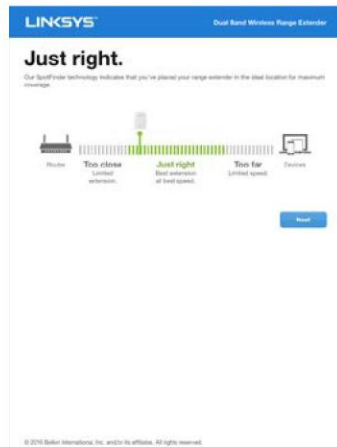 LINKSYS
Dual Band Wireless Range Extender
Just right.
Our SpotFinder technology indicates that you've placed your range extender in the ideal location for maximum
coverage.
Router
Too close
Limited
extension.
Just right
Best extension
at best speed.
Too far
Limited speed.
Devices
Next
© 2016 Belkin International, Inc. and/or its affiliates. All rights reserved.